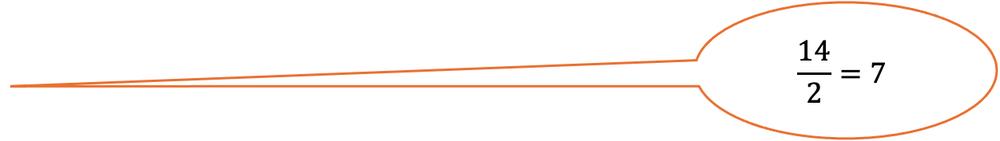 14/2 = 7